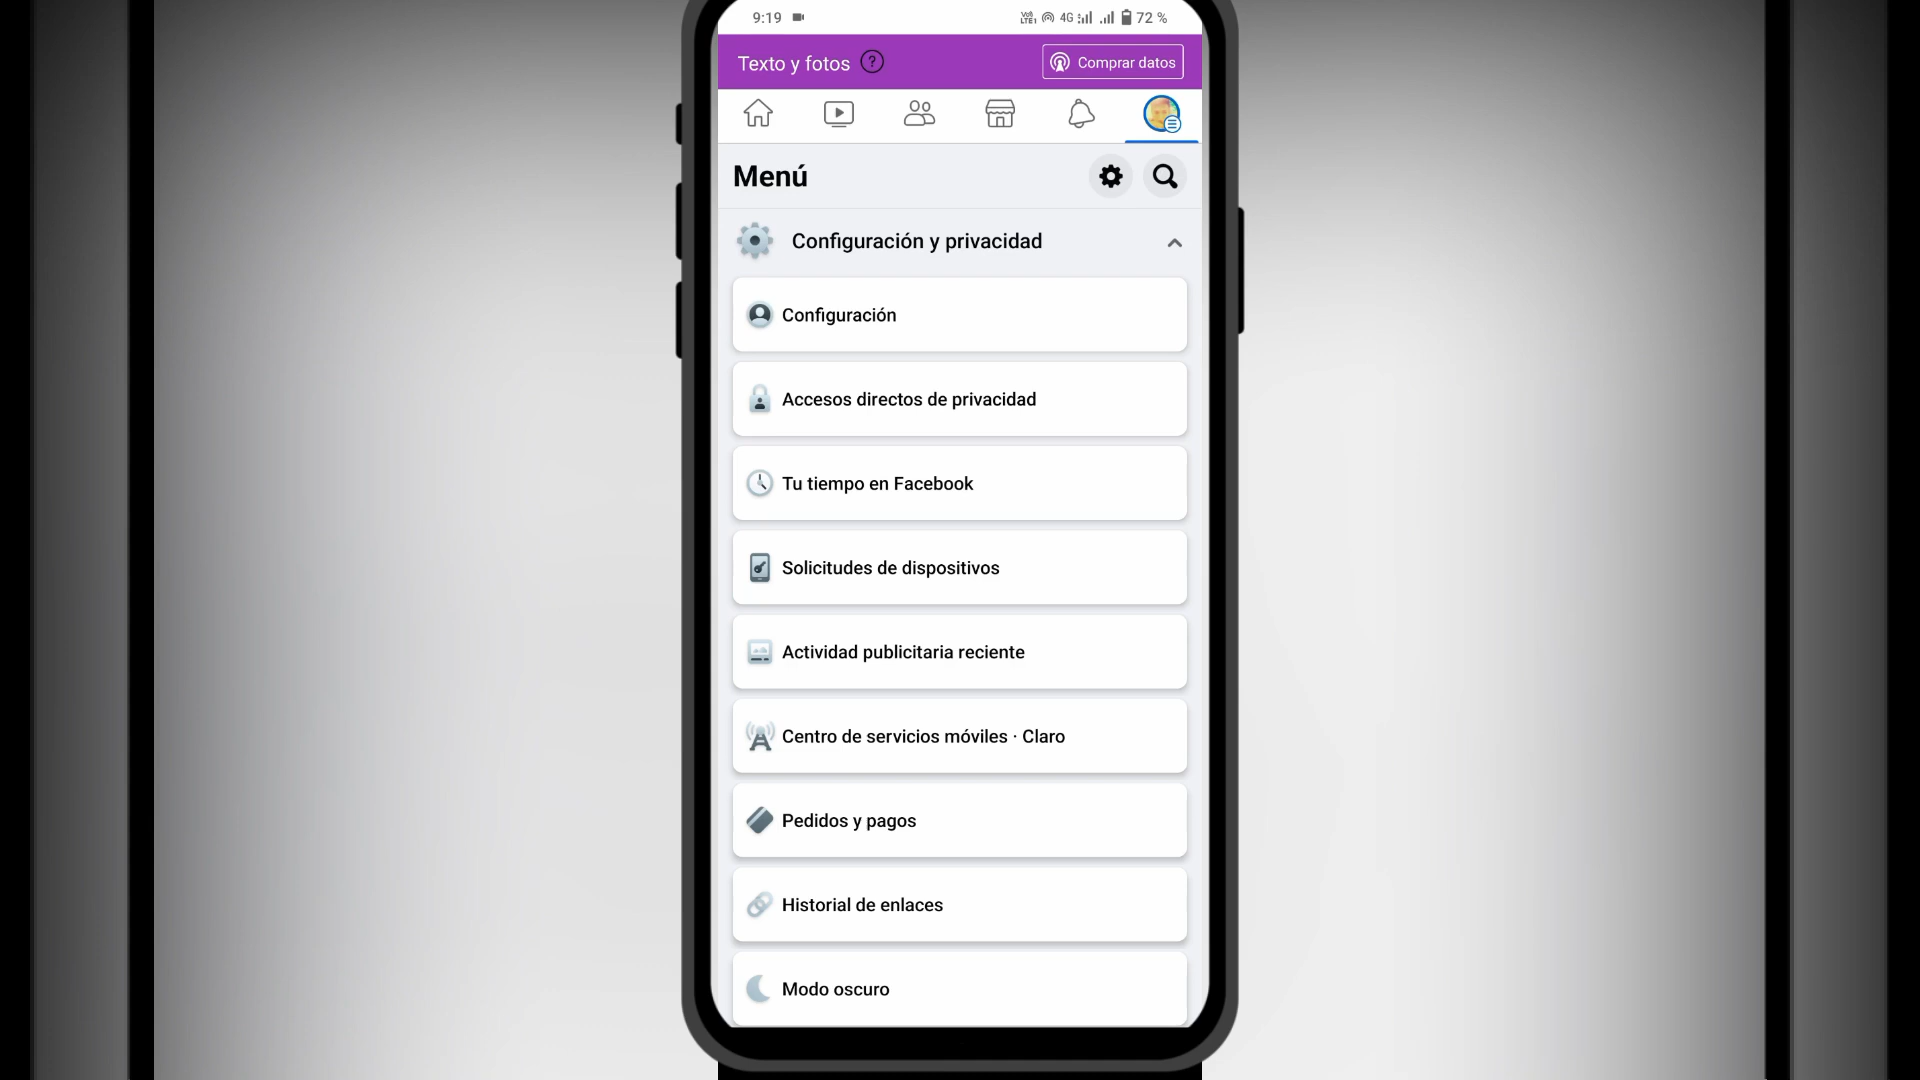 9:19 4G 72 %
Texto y fotos ? Comprar datos
Menú
Configuración y privacidad
Configuración
Accesos directos de privacidad
Tu tiempo en Facebook
Solicitudes de dispositivos
Actividad publicitaria reciente
Centro de servicios móviles · Claro
Pedidos y pagos
Historial de enlaces
Modo oscuro